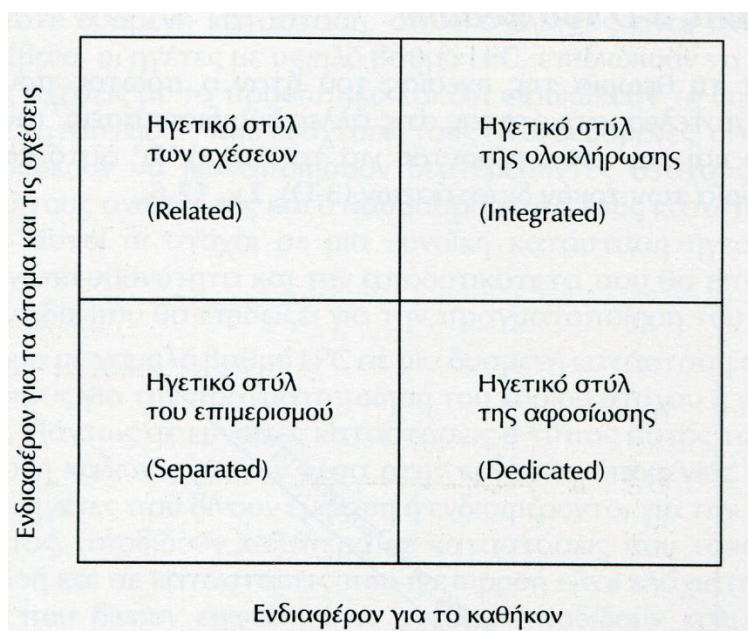 Ενδιαφέρον για τα άτομα και τις σχέσεις
Ηγετικό στύλ
των σχέσεων
(Related)
Ηγετικό στύλ
της ολοκλήρωσης
(Integrated)
Ηγετικό στύλ
του επιμερισμού
(Separated)
Ηγετικό στύλ
της αφοσίωσης
(Dedicated)
Ενδιαφέρον για το καθήκον